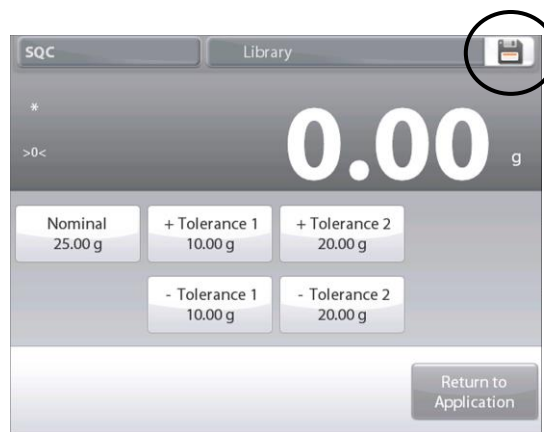 SQC
Library
*
>0<
0.00 g
Nominal
25.00 g
+ Tolerance 1
10.00 g
+ Tolerance 2
20.00 g
- Tolerance 1
10.00 g
- Tolerance 2
20.00 g
Return to
Application